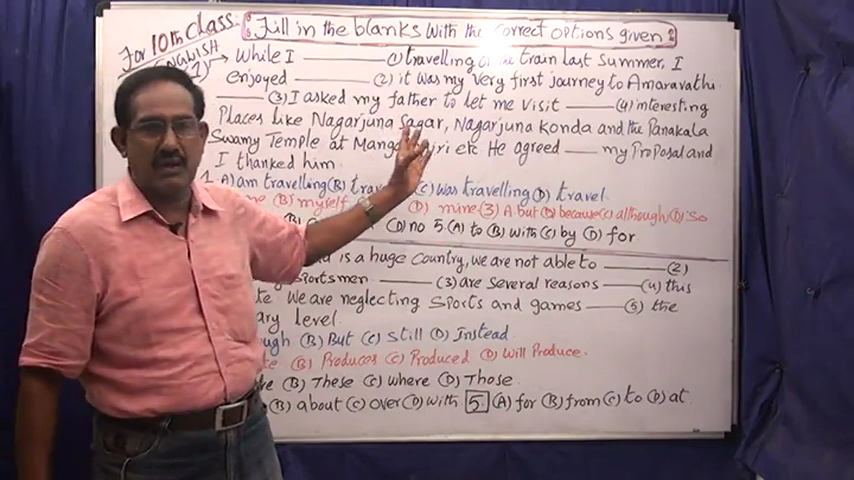 For 10th Class. Fill in the blanks with the correct options given
ENGLISH
1) → While I ________ (1) travelling the train last summer, I
enjoyed ________ (2) it was my very first journey to Amaravathi
________ (3) I asked my father to let me visit ________ (4) interesting
Places like Nagarjuna Sagar, Nagarjuna Konda and the Panakala
Swamy Temple at etc He agreed ____ my Proposal and
I thanked him.
1. A) am travelling (B) (C) was travelling (D) travel
(B) myself (D) mine (3) A but (B) because (C) although (D) So
(B) (D) no 5. (A) to (B) with (C) by (D) for
is a huge Country, we are not able to ________ (2)
sportsmen ________ (3) are several reasons ________ (4) this
We are neglecting sports and games ________ (5) the
level.
(B) But (C) Still (D) Instead
(B) Produces (C) Produced (D) Will Produce.
(B) These (C) where (D) Those
(B) about (C) over (D) with 5 (A) for (B) from (C) to (D) at